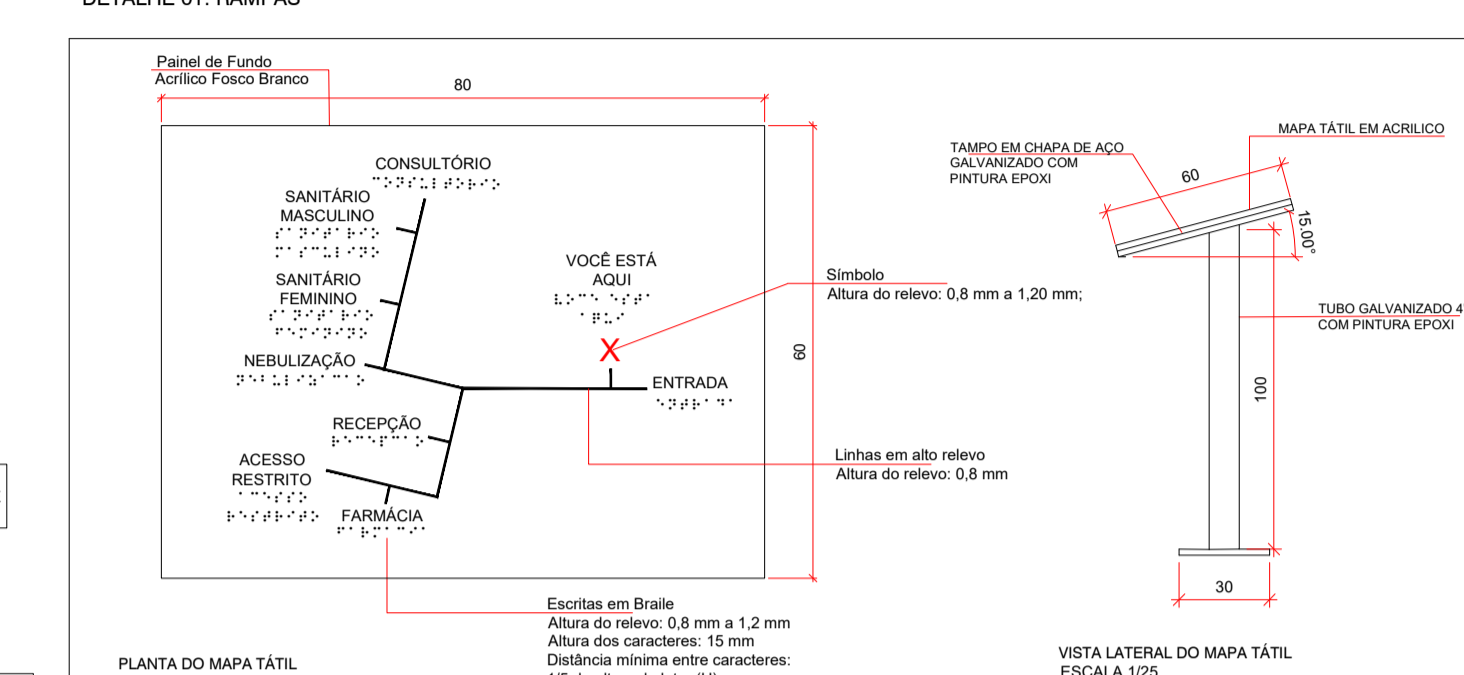 DETALHE 01: RAMPAS
Painel de Fundo
Acrílico Fosco Branco
80
CONSULTÓRIO
⠉⠕⠝⠎⠥⠇⠞⠕⠗⠊⠕
SANITÁRIO
MASCULINO
⠎⠁⠝⠊⠞⠁⠗⠊⠕
⠍⠁⠎⠉⠥⠇⠊⠝⠕
SANITÁRIO
FEMININO
⠎⠁⠝⠊⠞⠁⠗⠊⠕
⠋⠑⠍⠊⠝⠊⠝⠕
NEBULIZAÇÃO
⠝⠑⠃⠥⠇⠊⠵⠁⠉⠁⠕
VOCÊ ESTÁ
AQUI
⠧⠕⠉⠑ ⠑⠎⠞⠁
⠁⠟⠥⠊
X
ENTRADA
⠑⠝⠞⠗⠁⠙⠁
RECEPÇÃO
⠗⠑⠉⠑⠏⠉⠁⠕
ACESSO
RESTRITO
⠁⠉⠑⠎⠎⠕
⠗⠑⠎⠞⠗⠊⠞⠕
FARMÁCIA
⠋⠁⠗⠍⠁⠉⠊⠁
60
Símbolo
Altura do relevo: 0,8 mm a 1,20 mm;
Linhas em alto relevo
Altura do relevo: 0,8 mm
Escritas em Braile
Altura do relevo: 0,8 mm a 1,2 mm
Altura dos caracteres: 15 mm
Distância mínima entre caracteres:
PLANTA DO MAPA TÁTIL
MAPA TÁTIL EM ACRILICO
TAMPO EM CHAPA DE AÇO
GALVANIZADO COM
PINTURA EPOXI
60
15.00°
TUBO GALVANIZADO 4"
COM PINTURA EPOXI
100
30
VISTA LATERAL DO MAPA TÁTIL
ESCALA 1/25